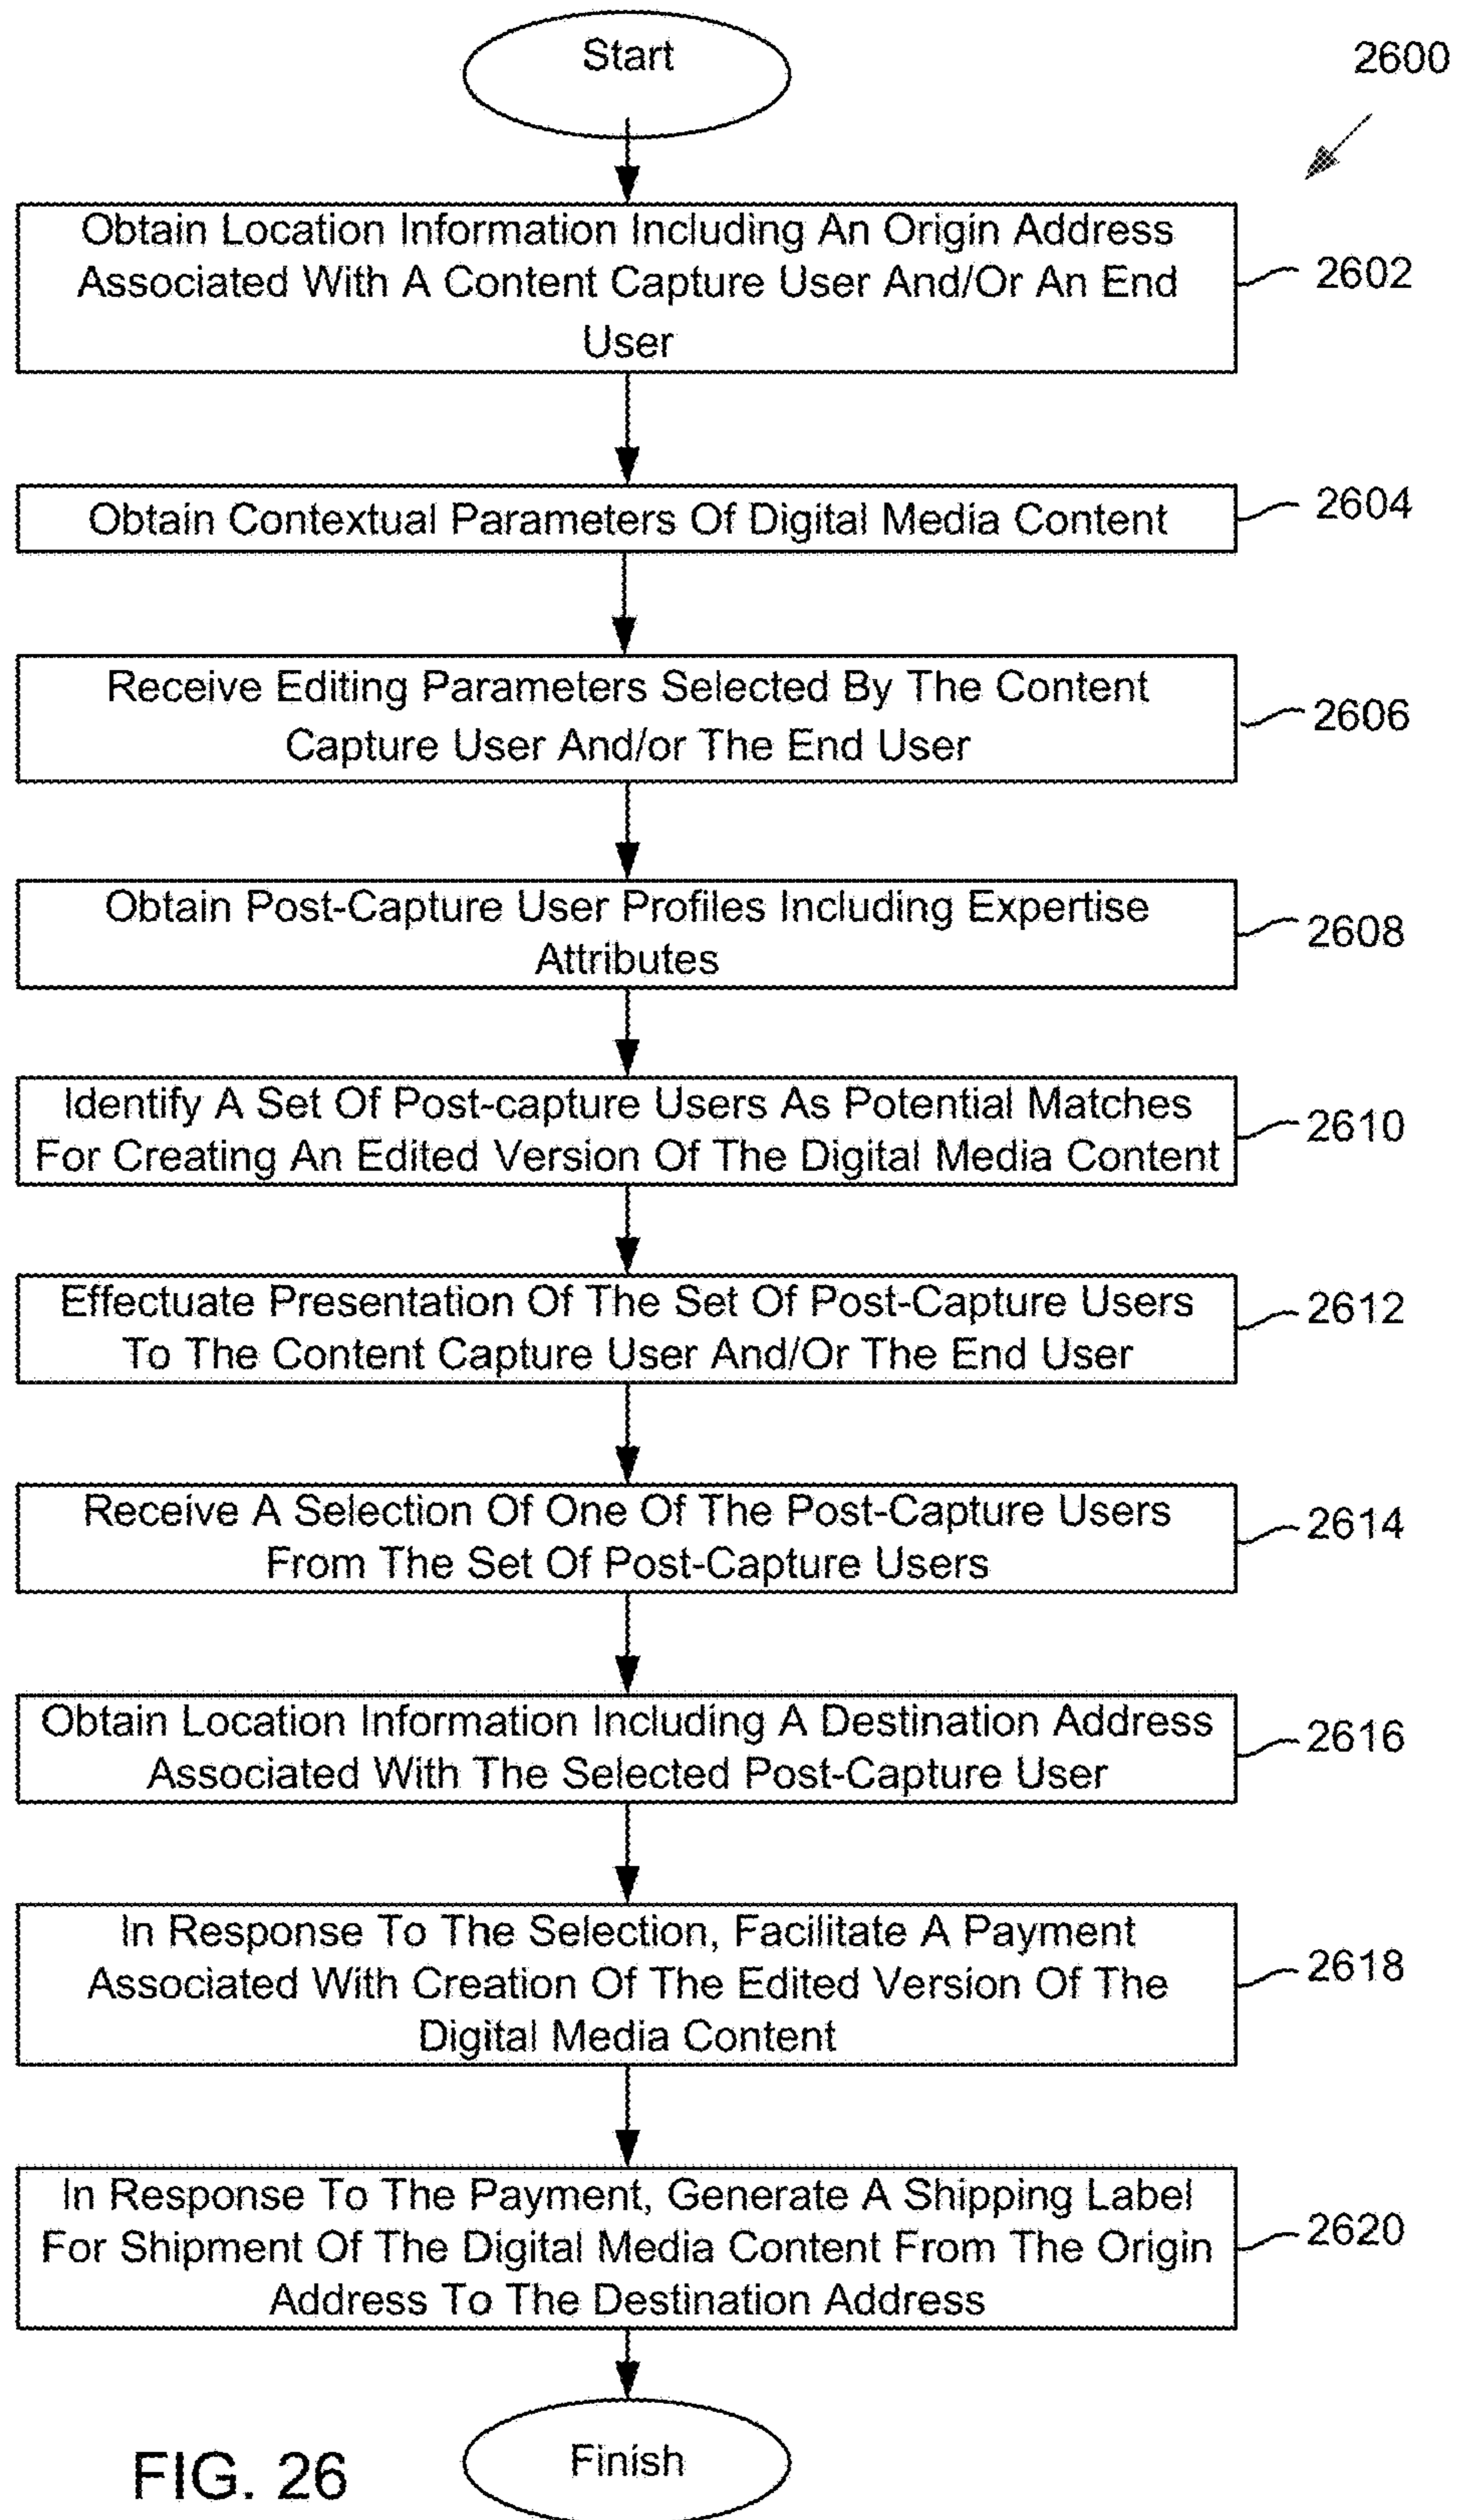 Start
2600
Obtain Location Information Including An Origin Address
Associated With A Content Capture User And/Or An End
User
2602
Obtain Contextual Parameters Of Digital Media Content
2604
Receive Editing Parameters Selected By The Content
Capture User And/or The End User
2606
Obtain Post-Capture User Profiles Including Expertise
Attributes
2608
Identify A Set Of Post-capture Users As Potential Matches
For Creating An Edited Version Of The Digital Media Content
2610
Effectuate Presentation Of The Set Of Post-Capture Users
To The Content Capture User And/Or The End User
2612
Receive A Selection Of One Of The Post-Capture Users
From The Set Of Post-Capture Users
2614
Obtain Location Information Including A Destination Address
Associated With The Selected Post-Capture User
2616
In Response To The Selection, Facilitate A Payment
Associated With Creation Of The Edited Version Of The
Digital Media Content
2618
In Response To The Payment, Generate A Shipping Label
For Shipment Of The Digital Media Content From The Origin
Address To The Destination Address
2620
Finish
FIG. 26